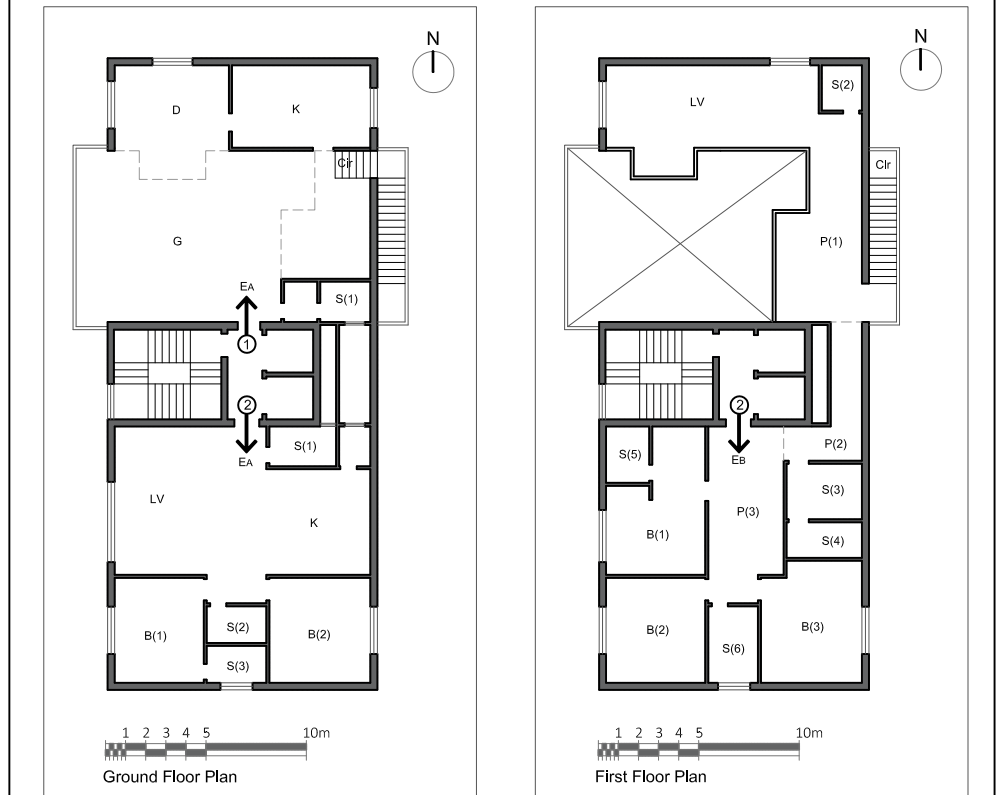 N
D
K
Cir
G
EA
S(1)
1
2
EA
S(1)
LV
K
B(1)
S(2)
B(2)
S(3)
1 2 3 4 5 10m
Ground Floor Plan
N
LV
S(2)
Clr
P(1)
2
EB
P(2)
S(5)
S(3)
P(3)
B(1)
S(4)
B(2)
B(3)
S(6)
1 2 3 4 5 10m
First Floor Plan